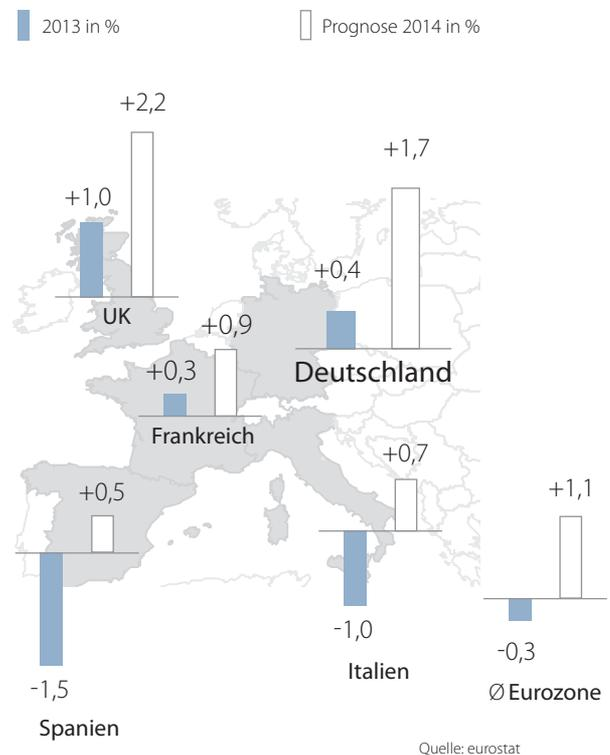 2013 in %
Prognose 2014 in %
+2,2
+1,0
UK
+1,7
+0,4
Deutschland
+0,9
+0,3
Frankreich
+0,5
-1,5
Spanien
+0,7
-1,0
Italien
+1,1
-0,3
Ø Eurozone
Quelle: eurostat